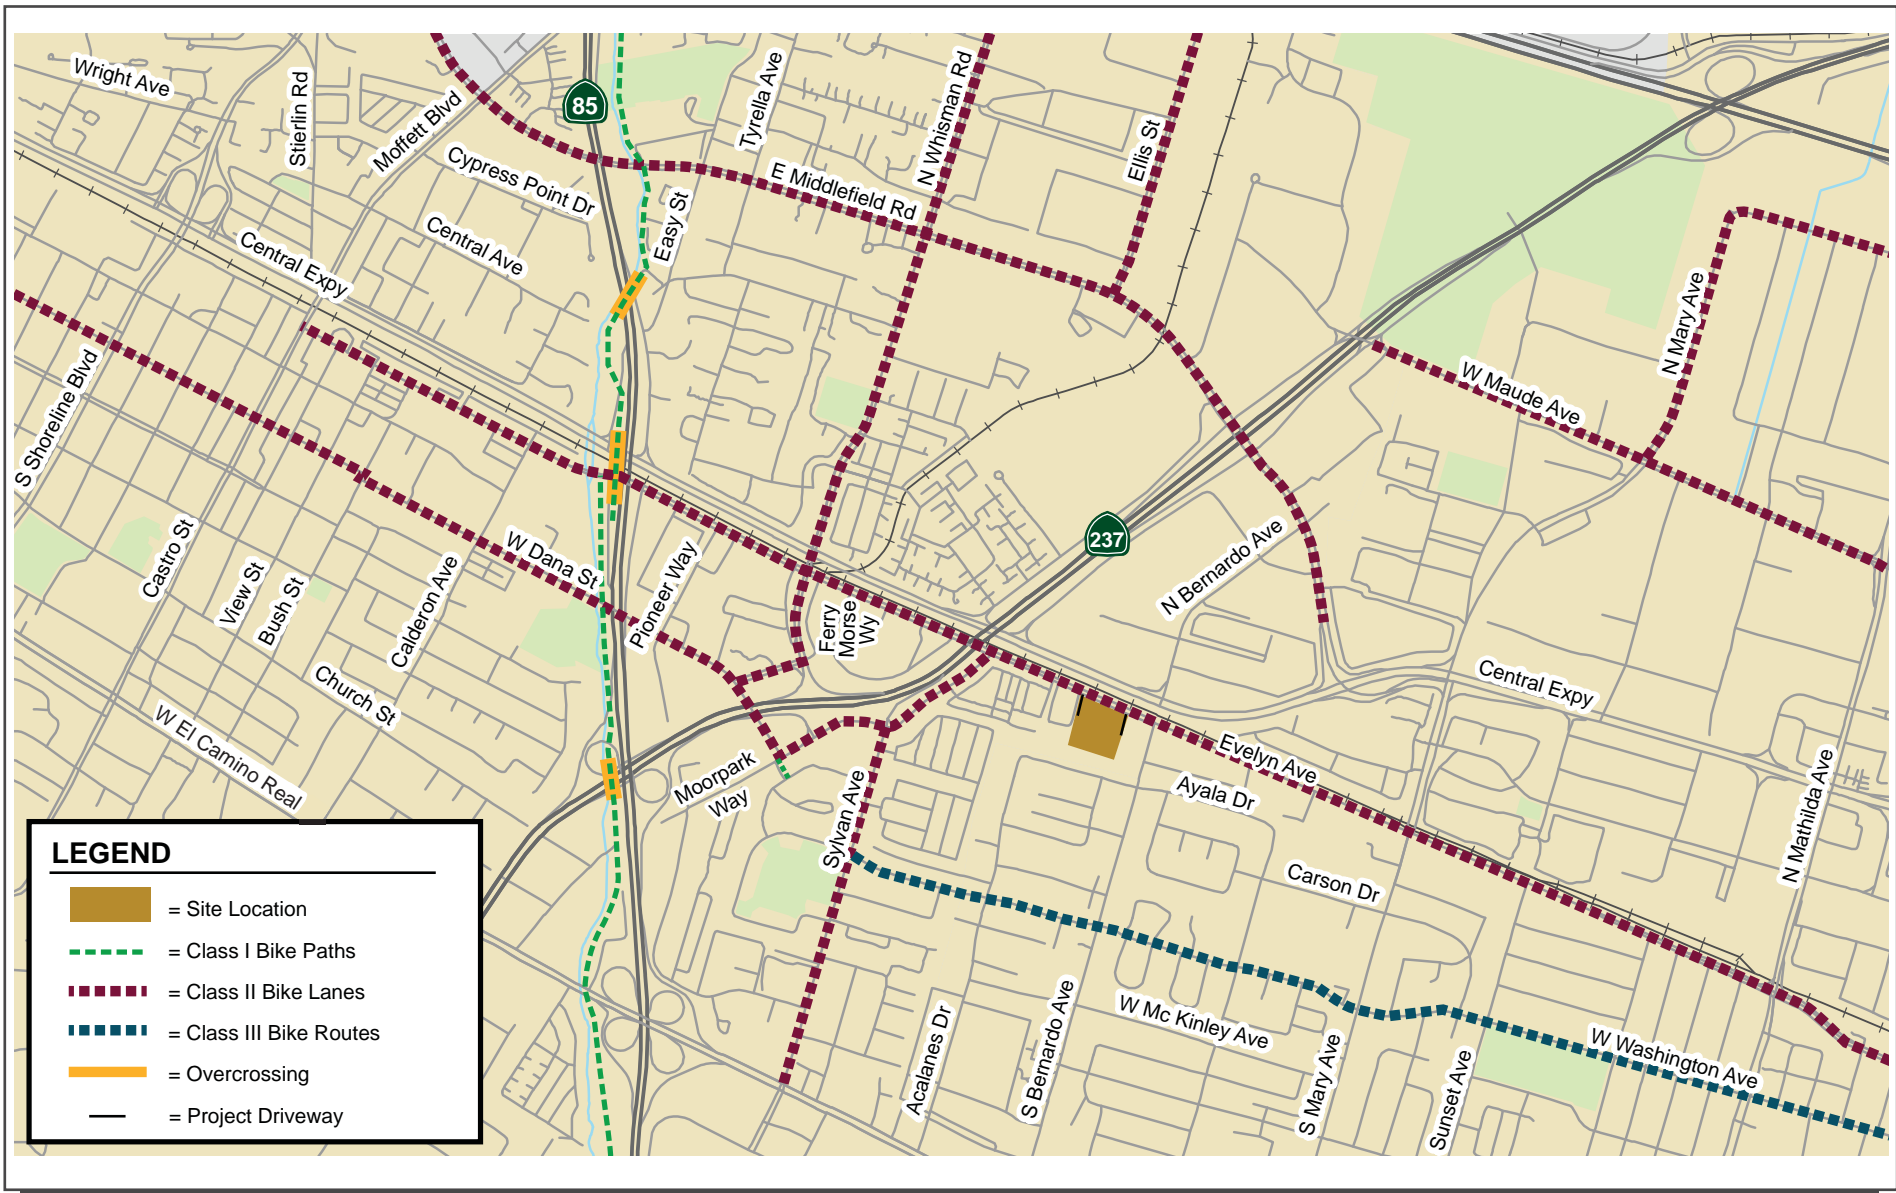 Wright Ave
Stierlin Rd
Moffett Blvd
85
Tyrella Ave
N Whisman Rd
Ellis St
Cypress Point Dr
E Middlefield Rd
Easy St
Central Ave
Central Expy
N Mary Ave
W Maude Ave
S Shoreline Blvd
237
Castro St
View St
Bush St
Calderon Ave
W Dana St
Pioneer Way
Ferry
Morse
Wy
N Bernardo Ave
Church St
W El Camino Real
Central Expy
Moorpark
Way
Sylvan Ave
Evelyn Ave
Ayala Dr
N Mathilda Ave
Carson Dr
Acalanes Dr
S Bernardo Ave
W Mc Kinley Ave
S Mary Ave
Sunset Ave
W Washington Ave
LEGEND
= Site Location
= Class I Bike Paths
= Class II Bike Lanes
= Class III Bike Routes
= Overcrossing
= Project Driveway